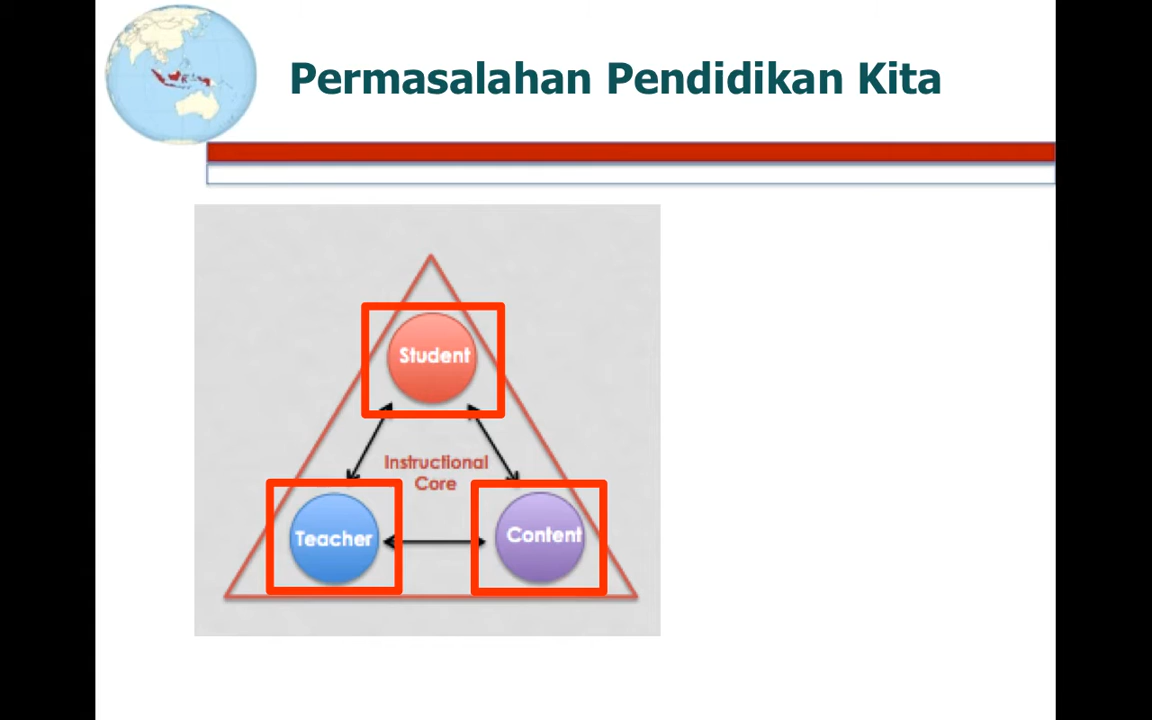 Permasalahan Pendidikan Kita
Student
Instructional
Core
Teacher
Content